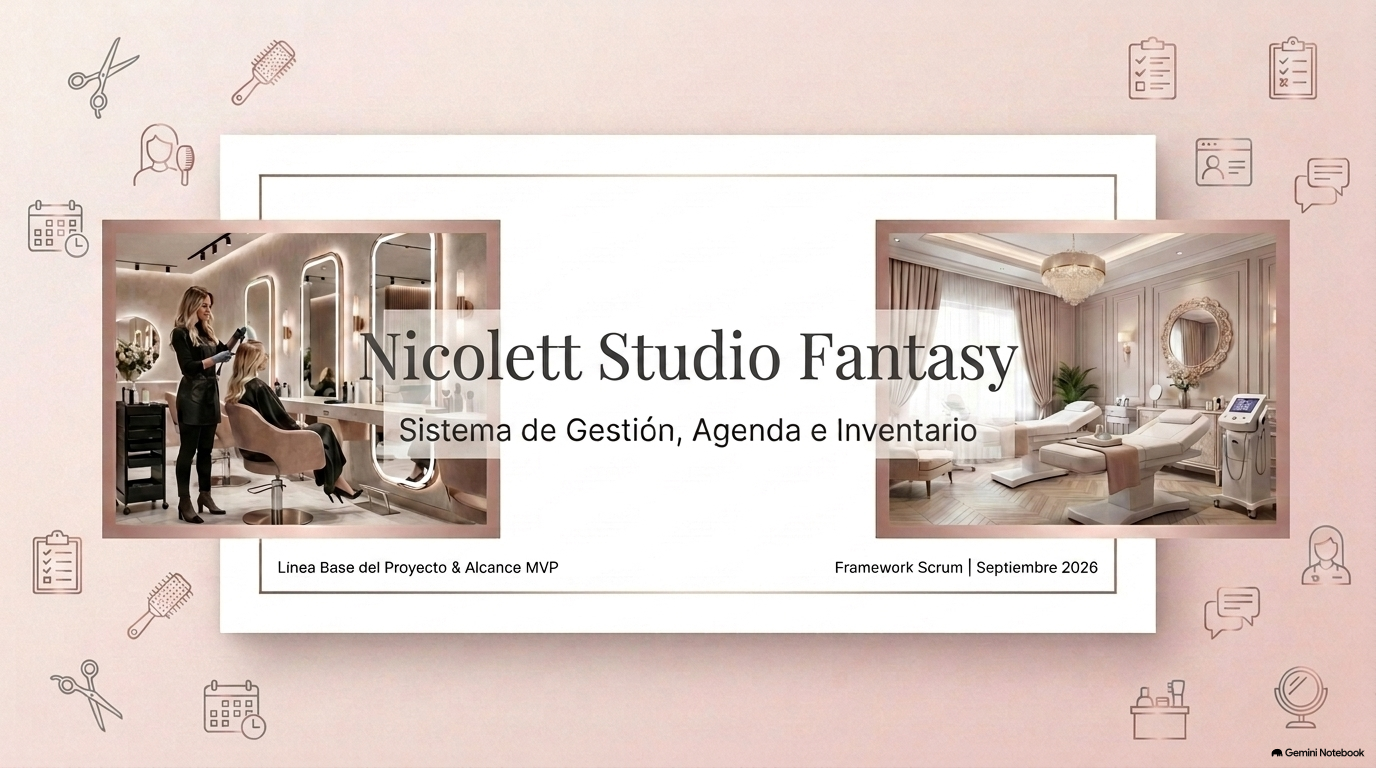 Nicolett Studio Fantasy
Sistema de Gestión, Agenda e Inventario
Línea Base del Proyecto & Alcance MVP
Framework Scrum | Septiembre 2026
Gemini Notebook